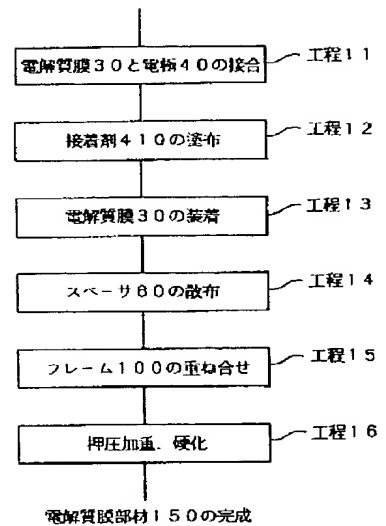 電解質膜30と電極40の接合
工程11
接着剤410の塗布
工程12
電解質膜30の装着
工程13
スペーサ60の散布
工程14
フレーム100の重ね合せ
工程15
押圧加重、硬化
工程16
電解質膜部材150の完成